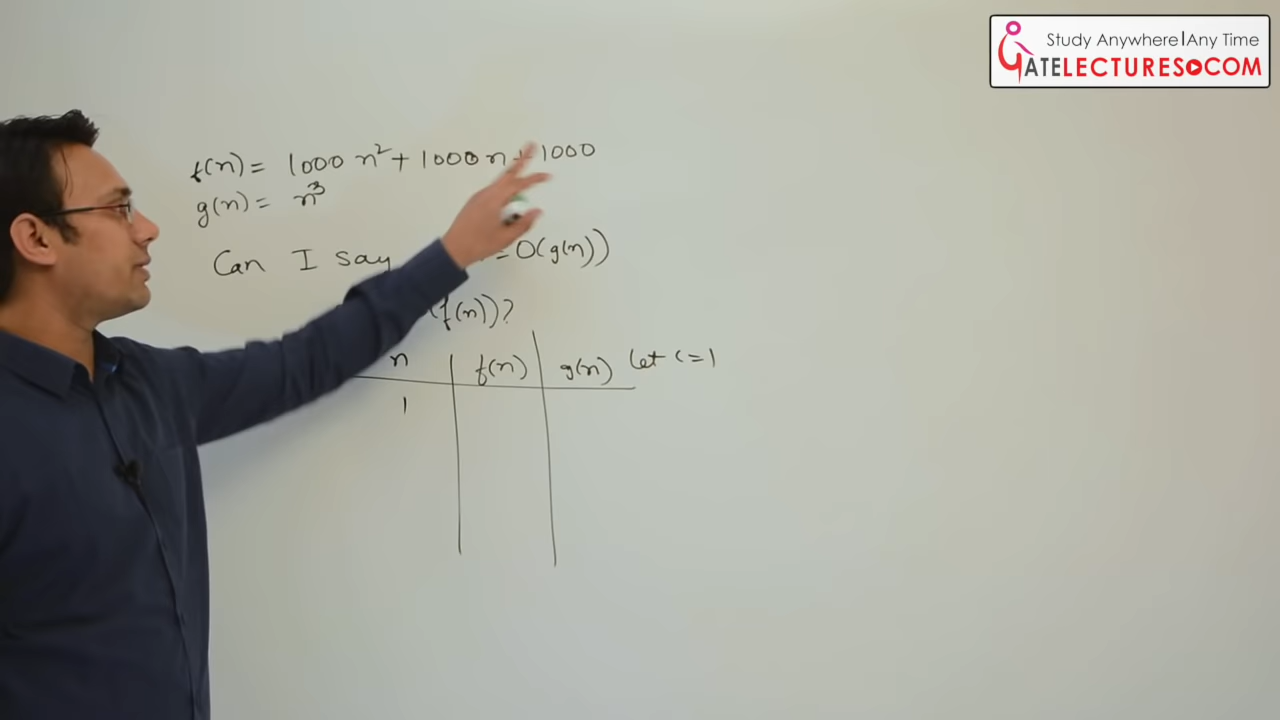 Study Anywhere|Any Time
GATELECTURES.COM
f(n) = 1000 n² + 1000 n + 1000
g(n) = n³
Can I say = O(g(n))
(f(n))?
n f(n) g(n) let c=1
1